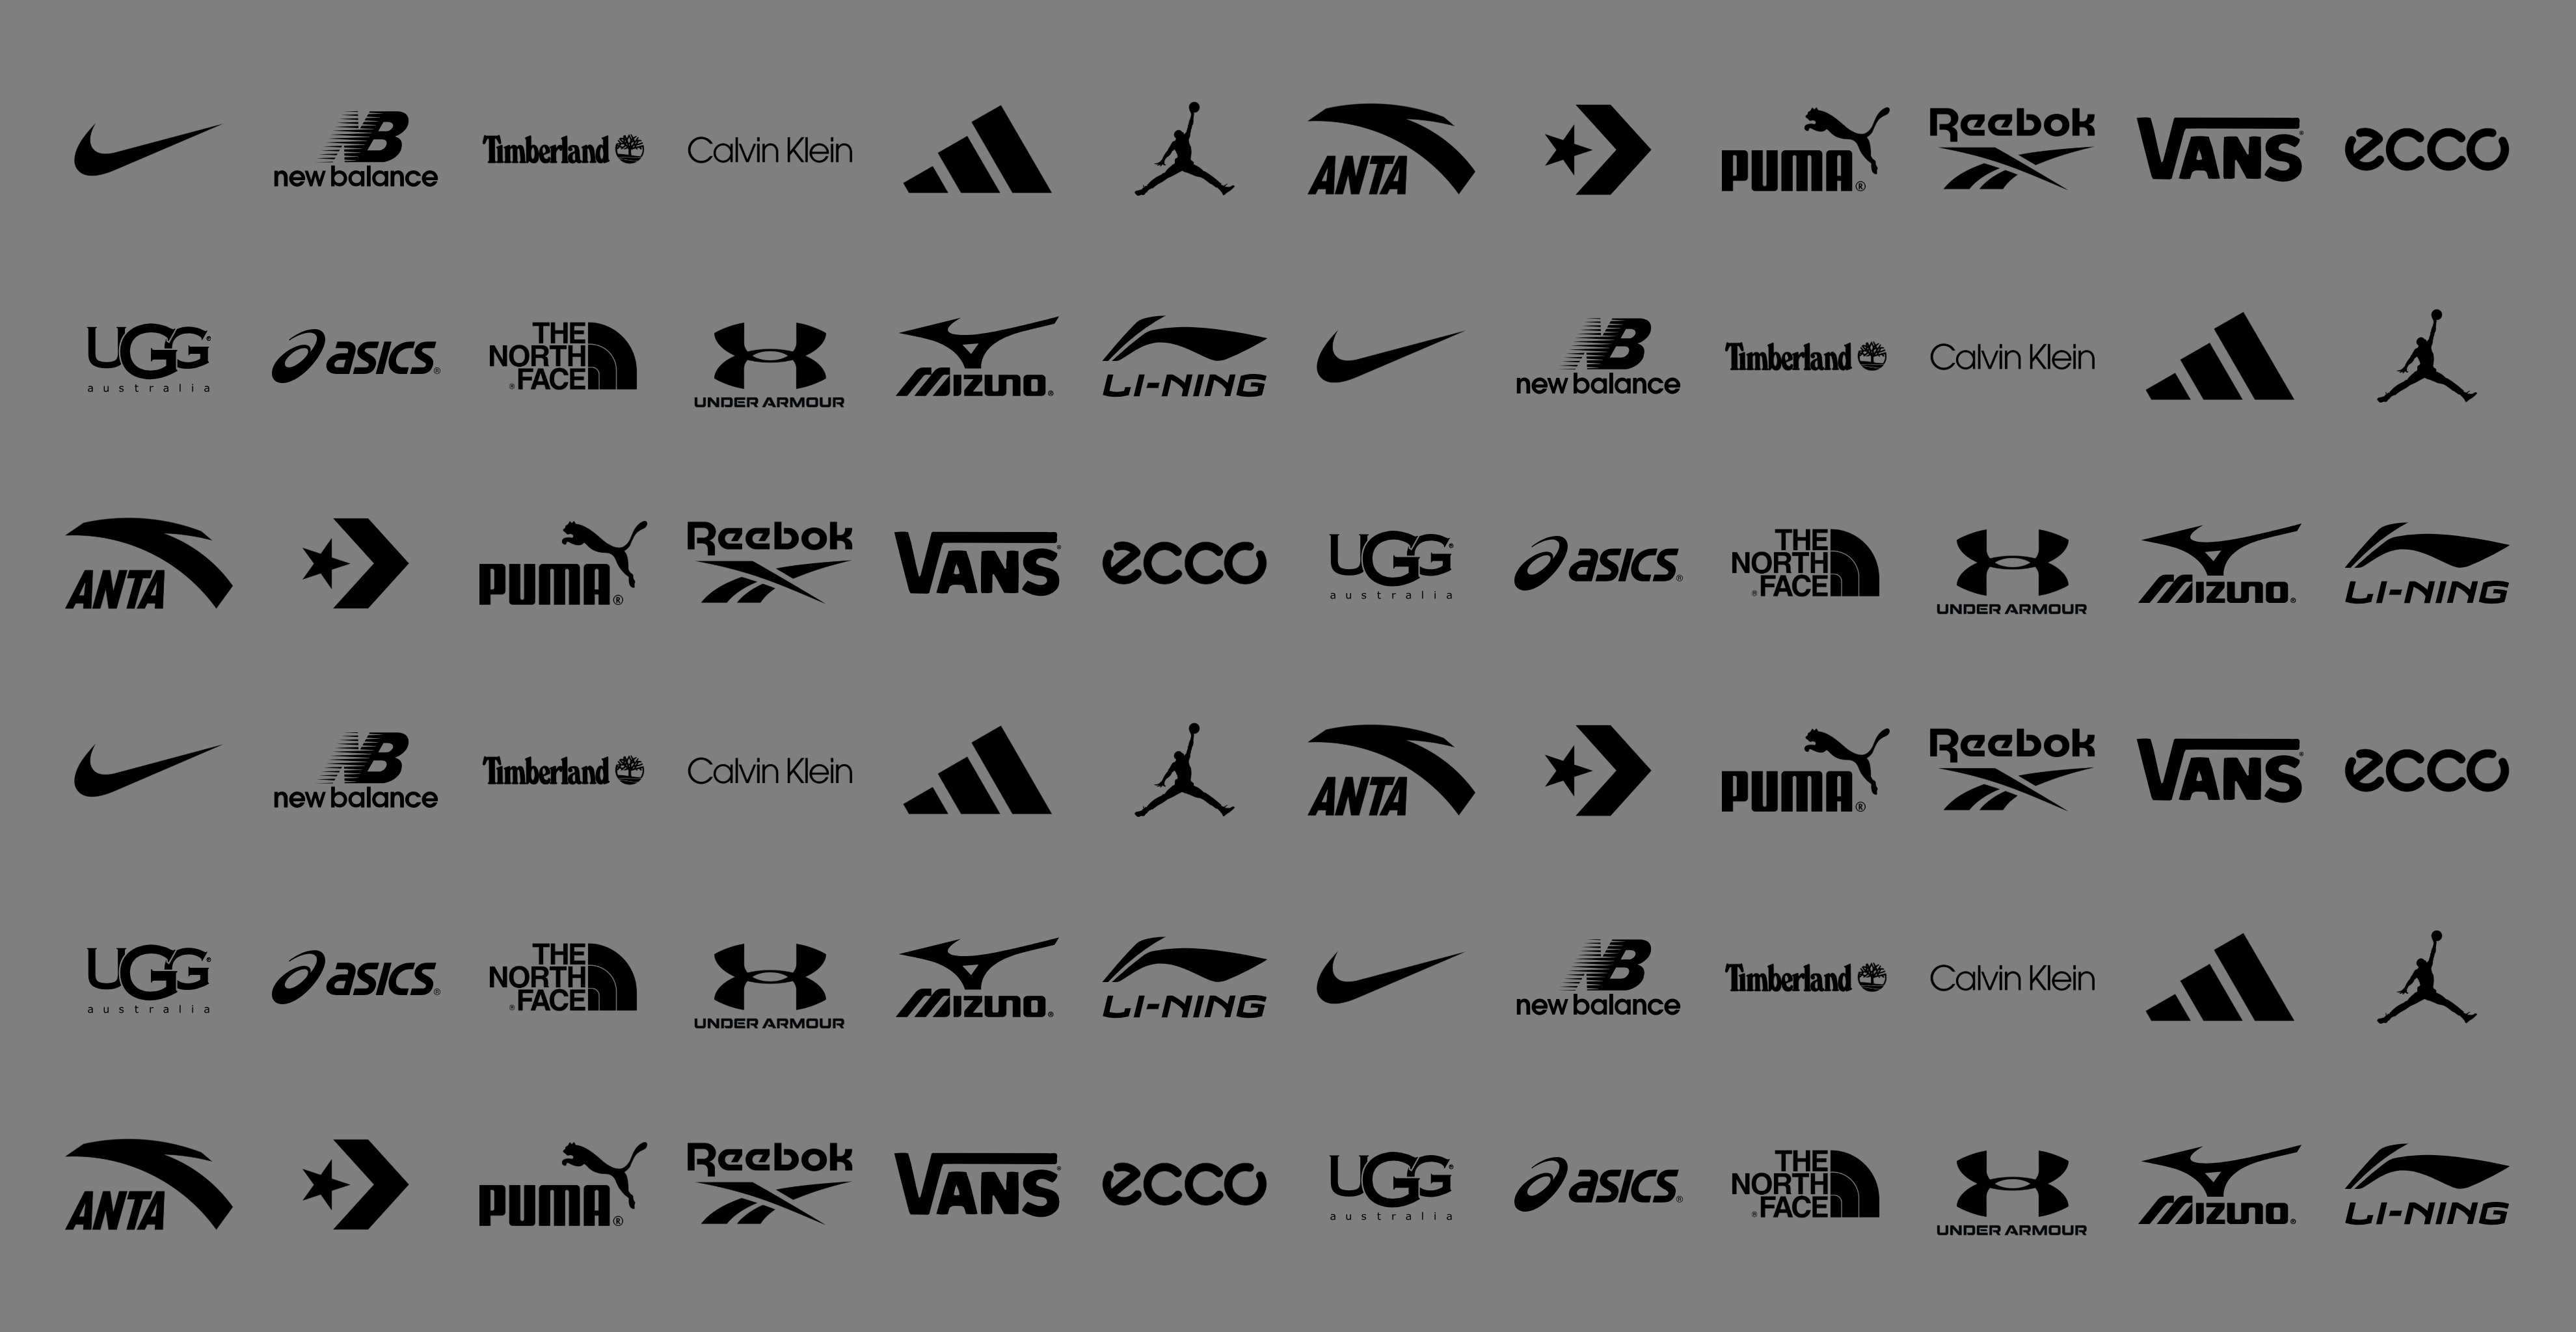 NB
new balance
Timberland
Calvin Klein
ANTA
PUMA®
Reebok
VANS®
ecco
UGG®
australia
asics®
THE
NORTH
® FACE
UNDER ARMOUR
MIZUNO®
LI-NING
NB
new balance
Timberland
Calvin Klein
ANTA
PUMA®
Reebok
VANS®
ecco
UGG®
australia
asics®
THE
NORTH
® FACE
UNDER ARMOUR
MIZUNO®
LI-NING
NB
new balance
Timberland
Calvin Klein
ANTA
PUMA®
Reebok
VANS®
ecco
UGG®
australia
asics®
THE
NORTH
® FACE
UNDER ARMOUR
MIZUNO®
LI-NING
NB
new balance
Timberland
Calvin Klein
ANTA
PUMA®
Reebok
VANS®
ecco
UGG®
australia
asics®
THE
NORTH
® FACE
UNDER ARMOUR
MIZUNO®
LI-NING